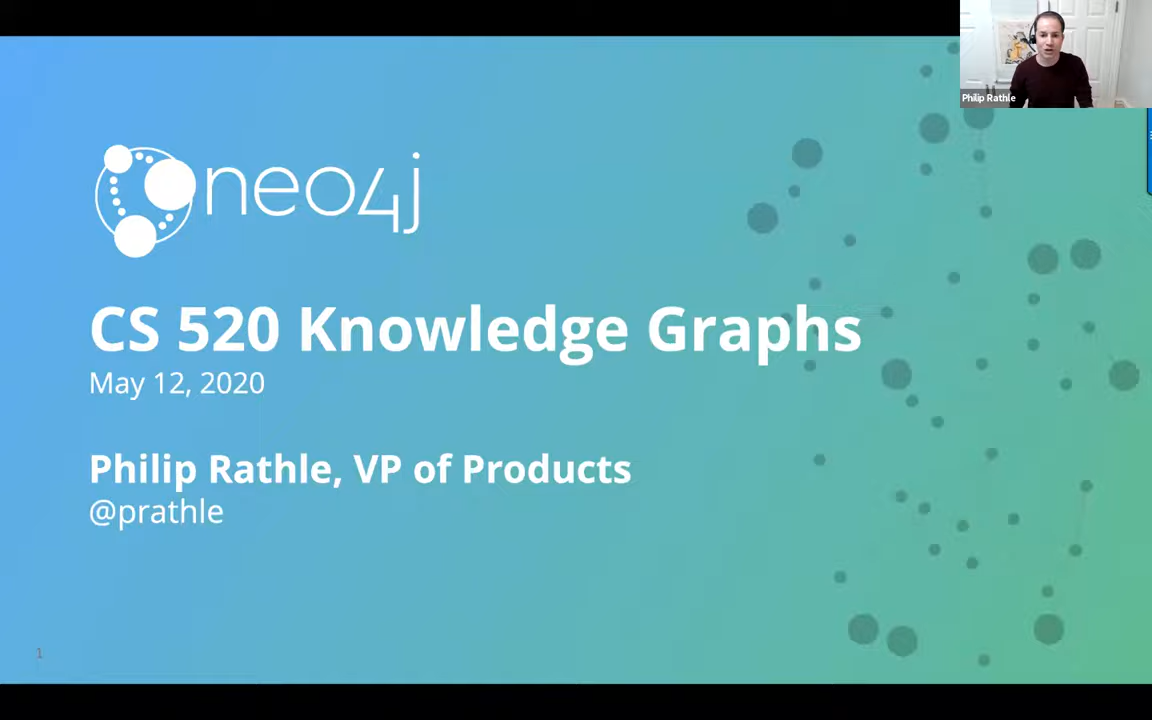 Philip Rathle
neo4j
CS 520 Knowledge Graphs
May 12, 2020
Philip Rathle, VP of Products
@prathle
1